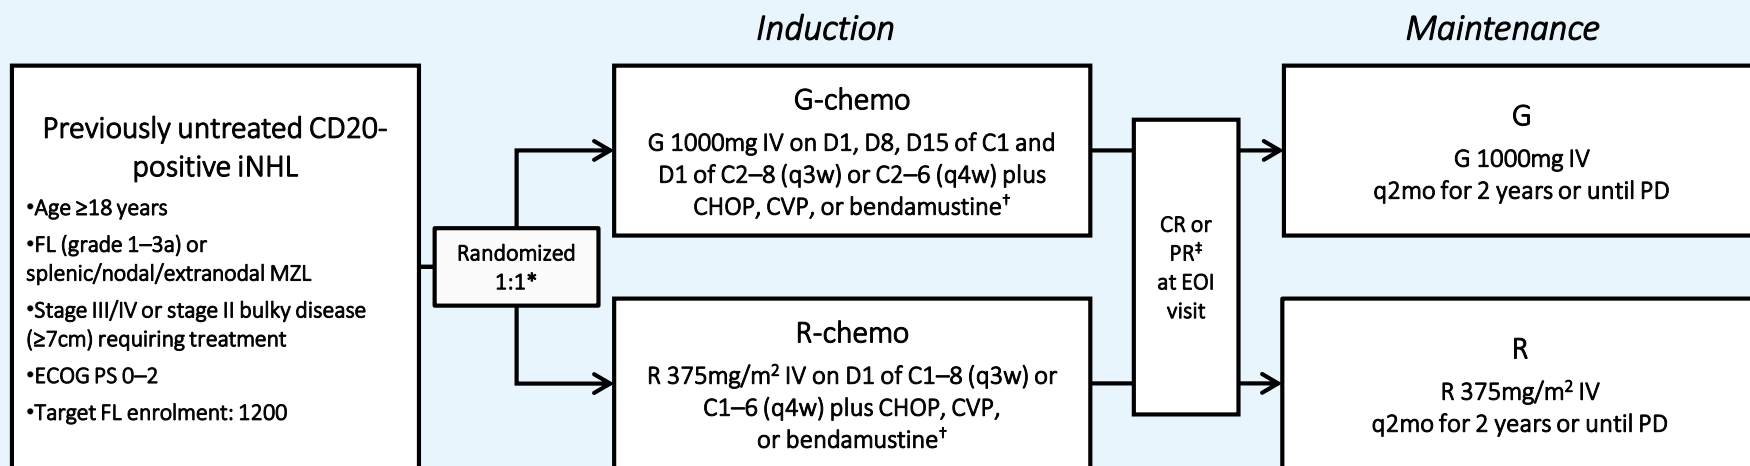 Induction
Maintenance
Previously untreated CD20-
positive iNHL
•Age ≥18 years
•FL (grade 1–3a) or
splenic/nodal/extranodal MZL
•Stage III/IV or stage II bulky disease
(≥7cm) requiring treatment
•ECOG PS 0–2
•Target FL enrolment: 1200
Randomized
1:1*
G-chemo
G 1000mg IV on D1, D8, D15 of C1 and
D1 of C2–8 (q3w) or C2–6 (q4w) plus
CHOP, CVP, or bendamustine†
R-chemo
R 375mg/m² IV on D1 of C1–8 (q3w) or
C1–6 (q4w) plus CHOP, CVP,
or bendamustine†
CR or
PR‡
at EOI
visit
G
G 1000mg IV
q2mo for 2 years or until PD
R
R 375mg/m² IV
q2mo for 2 years or until PD